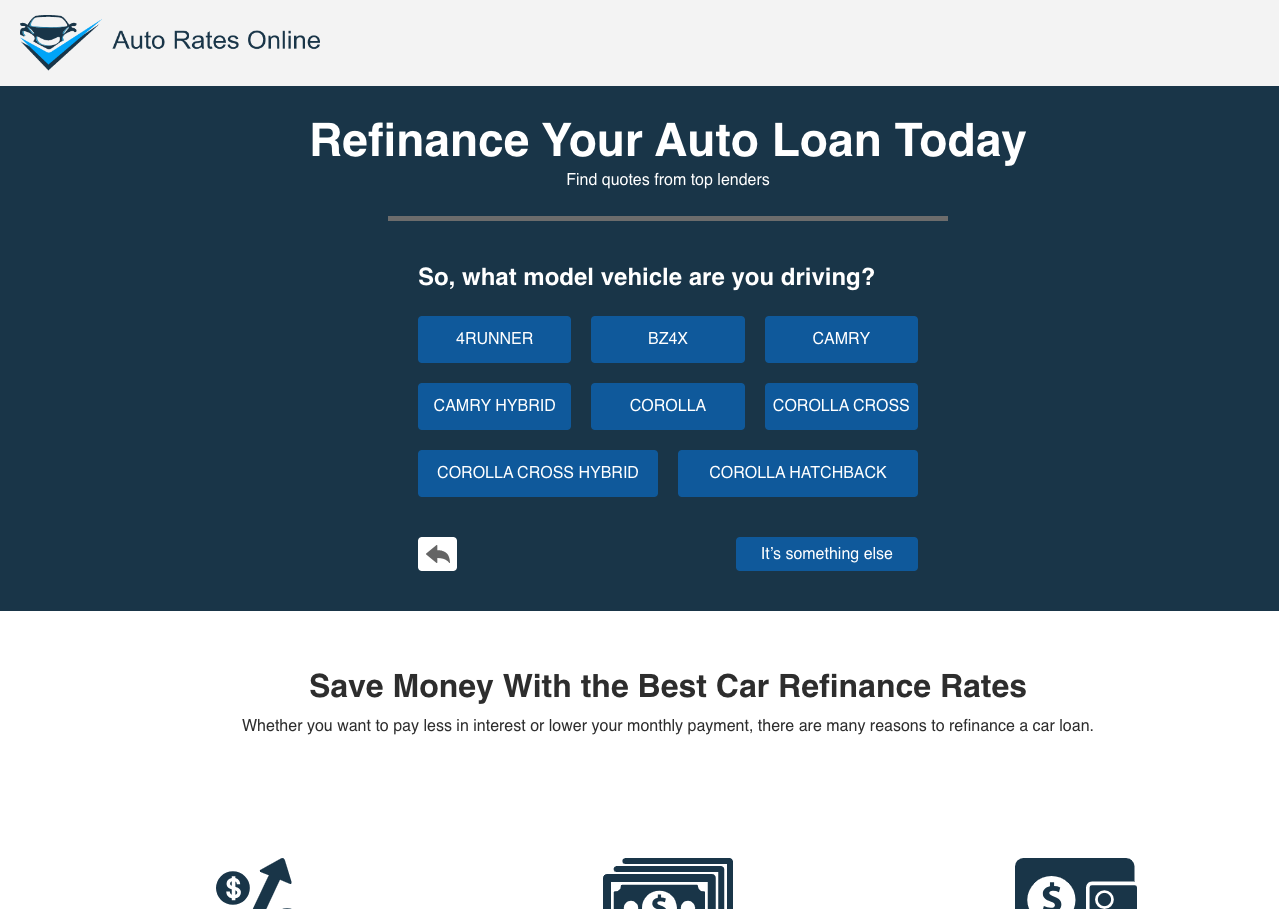 Auto Rates Online
Refinance Your Auto Loan Today
Find quotes from top lenders
So, what model vehicle are you driving?
4RUNNER
BZ4X
CAMRY
CAMRY HYBRID
COROLLA
COROLLA CROSS
COROLLA CROSS HYBRID
COROLLA HATCHBACK
It’s something else
Save Money With the Best Car Refinance Rates
Whether you want to pay less in interest or lower your monthly payment, there are many reasons to refinance a car loan.
$
$
$